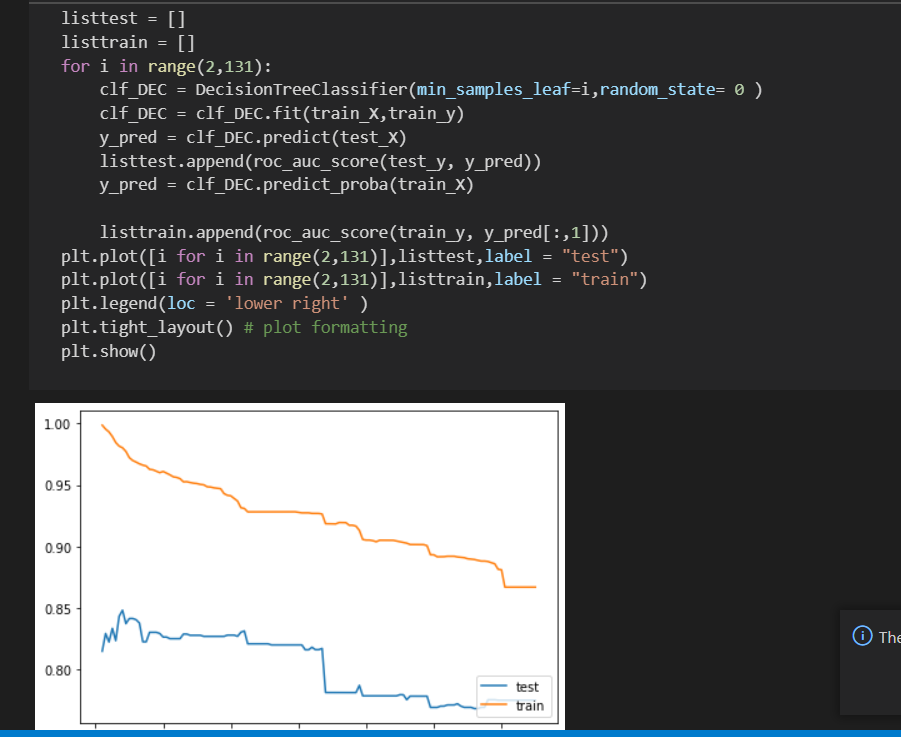 listtest = []
listtrain = []
for i in range(2,131):
    clf_DEC = DecisionTreeClassifier(min_samples_leaf=i,random_state= 0 )
    clf_DEC = clf_DEC.fit(train_X,train_y)
    y_pred = clf_DEC.predict(test_X)
    listtest.append(roc_auc_score(test_y, y_pred))
    y_pred = clf_DEC.predict_proba(train_X)
    listtrain.append(roc_auc_score(train_y, y_pred[:,1]))
plt.plot([i for i in range(2,131)],listtest,label = "test")
plt.plot([i for i in range(2,131)],listtrain,label = "train")
plt.legend(loc = 'lower right' )
plt.tight_layout() # plot formatting
plt.show()
1.00
0.95
0.90
0.85
0.80
test
train
The